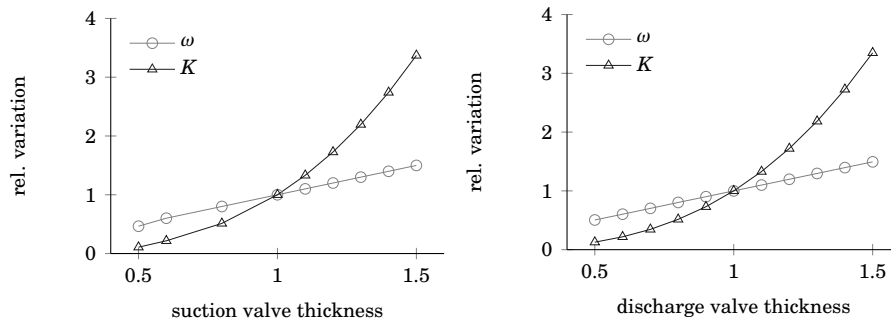 4
3
2
1
0
0.5 1 1.5
rel. variation
suction valve thickness
ω
K
4
3
2
1
0
0.5 1 1.5
rel. variation
discharge valve thickness
ω
K